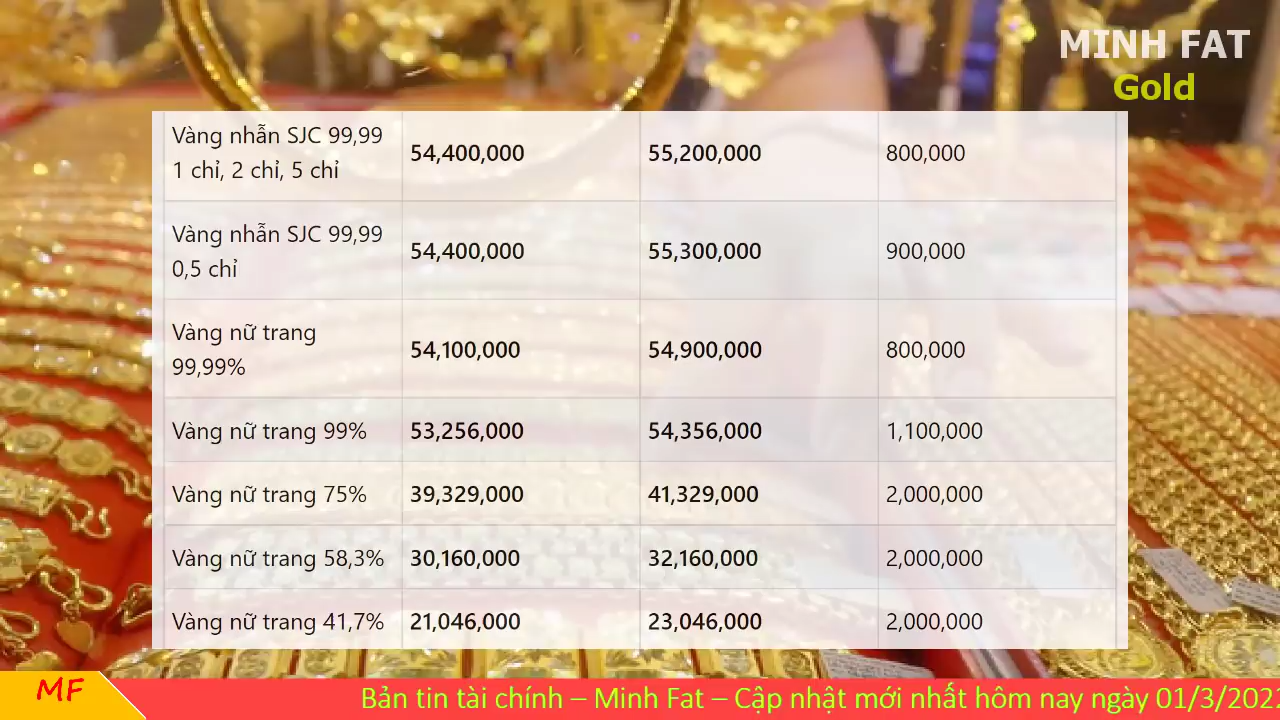 MINH FAT
Gold
Vàng nhẫn SJC 99,99
1 chỉ, 2 chỉ, 5 chỉ
54,400,000
55,200,000
800,000
Vàng nhẫn SJC 99,99
0,5 chỉ
54,400,000
55,300,000
900,000
Vàng nữ trang
99,99%
54,100,000
54,900,000
800,000
Vàng nữ trang 99%
53,256,000
54,356,000
1,100,000
Vàng nữ trang 75%
39,329,000
41,329,000
2,000,000
Vàng nữ trang 58,3%
30,160,000
32,160,000
2,000,000
Vàng nữ trang 41,7%
21,046,000
23,046,000
2,000,000
MF
Bản tin tài chính – Minh Fat – Cập nhật mới nhất hôm nay ngày 01/3/2022